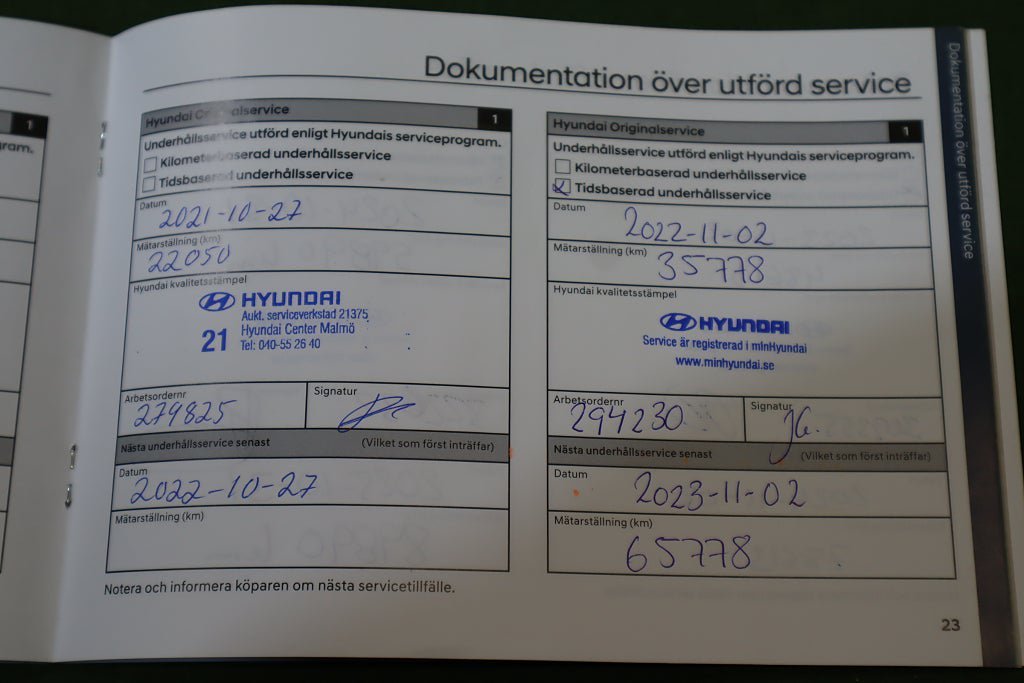 1
ram.
Dokumentation över utförd service
Dokumentation över utförd service
Hyundai Originalservice 1
Underhållsservice utförd enligt Hyundais serviceprogram.
Kilometerbaserad underhållsservice
Tidsbaserad underhållsservice
Datum
2021-10-27
Mätarställning (km)
22050
Hyundai kvalitetsstämpel
HYUNDAI
Aukt. serviceverkstad 21375
21 Hyundai Center Malmö
Tel: 040-55 26 40
Arbetsordernr Signatur
279825
Nästa underhållsservice senast (Vilket som först inträffar)
Datum
2022-10-27
Mätarställning (km)
Notera och informera köparen om nästa servicetillfälle.
Hyundai Originalservice 1
Underhållsservice utförd enligt Hyundais serviceprogram.
Kilometerbaserad underhållsservice
Tidsbaserad underhållsservice
Datum
2022-11-02
Mätarställning (km)
35778
Hyundai kvalitetsstämpel
HYUNDAI
Service är registrerad i minHyundai
www.minhyundai.se
Arbetsordernr Signatur
294230
Nästa underhållsservice senast (Vilket som först inträffar)
Datum
2023-11-02
Mätarställning (km)
65778
23